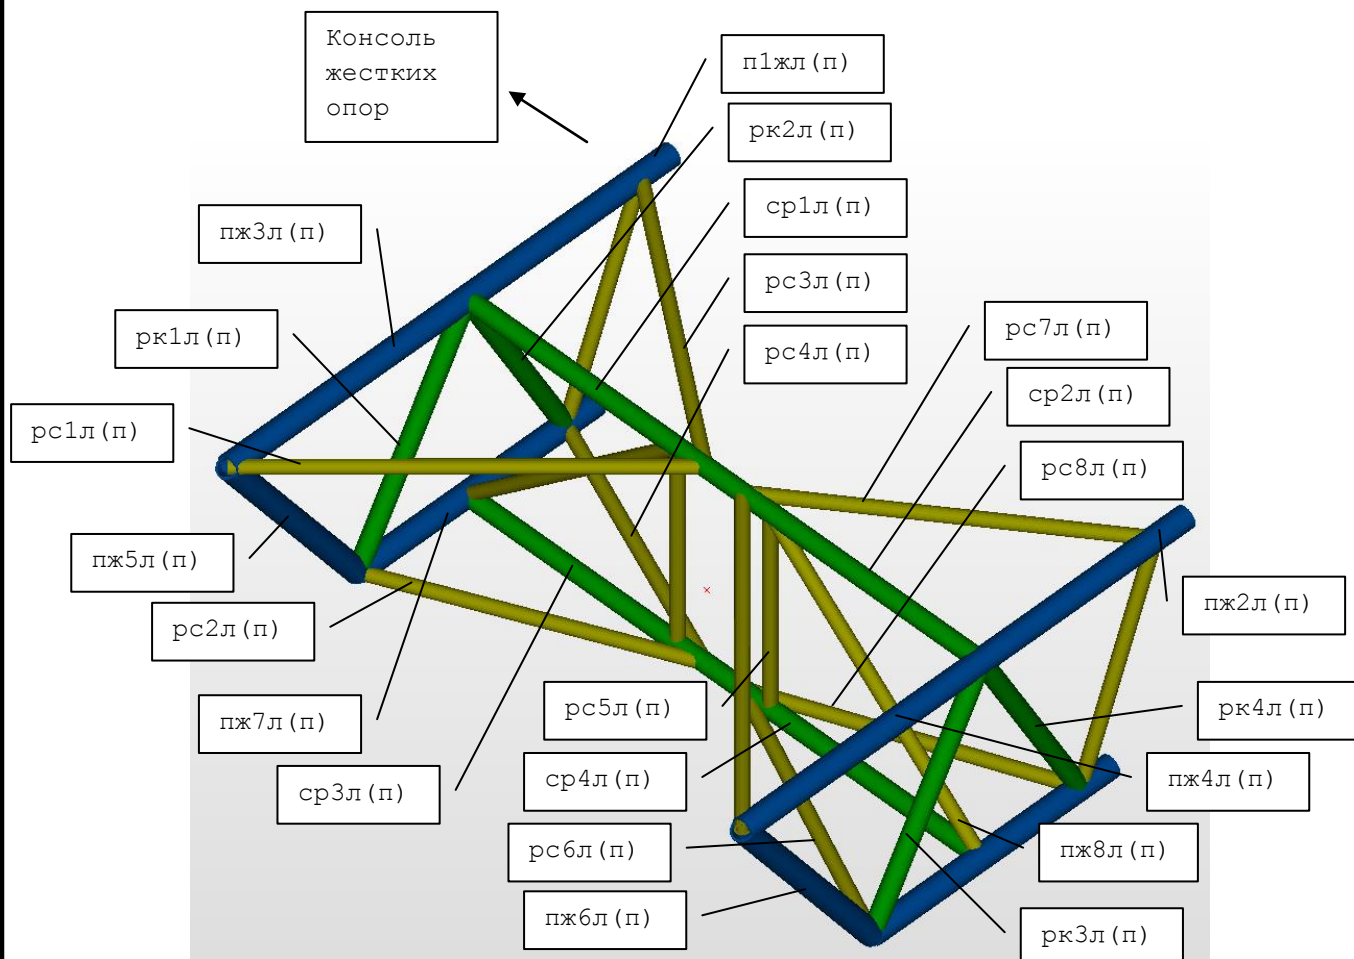 Консоль
жестких
опор
п1жл(п)
рк2л(п)
ср1л(п)
пж3л(п)
рс3л(п)
рс7л(п)
рк1л(п)
рс4л(п)
ср2л(п)
рс1л(п)
рс8л(п)
пж5л(п)
пж2л(п)
рс2л(п)
рс5л(п)
рк4л(п)
пж7л(п)
ср3л(п)
ср4л(п)
пж4л(п)
рс6л(п)
пж8л(п)
пж6л(п)
рк3л(п)